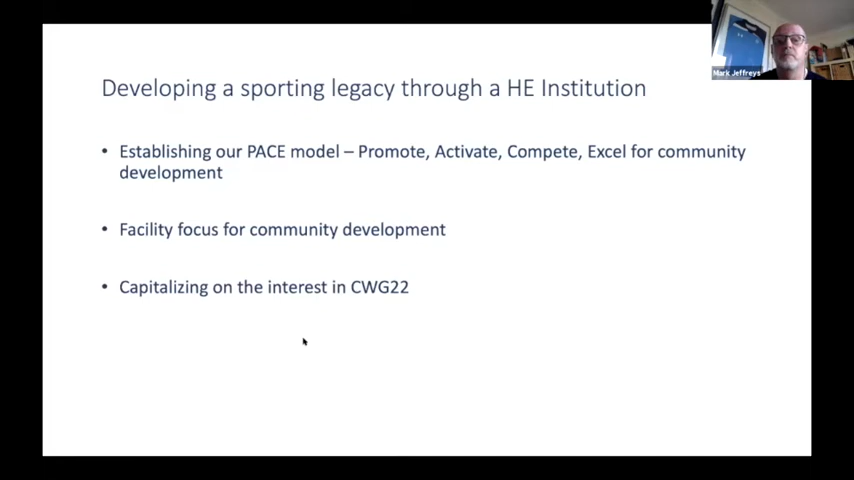 Developing a sporting legacy through a HE Institution
• Establishing our PACE model – Promote, Activate, Compete, Excel for community
development
• Facility focus for community development
• Capitalizing on the interest in CWG22
Mark Jeffreys